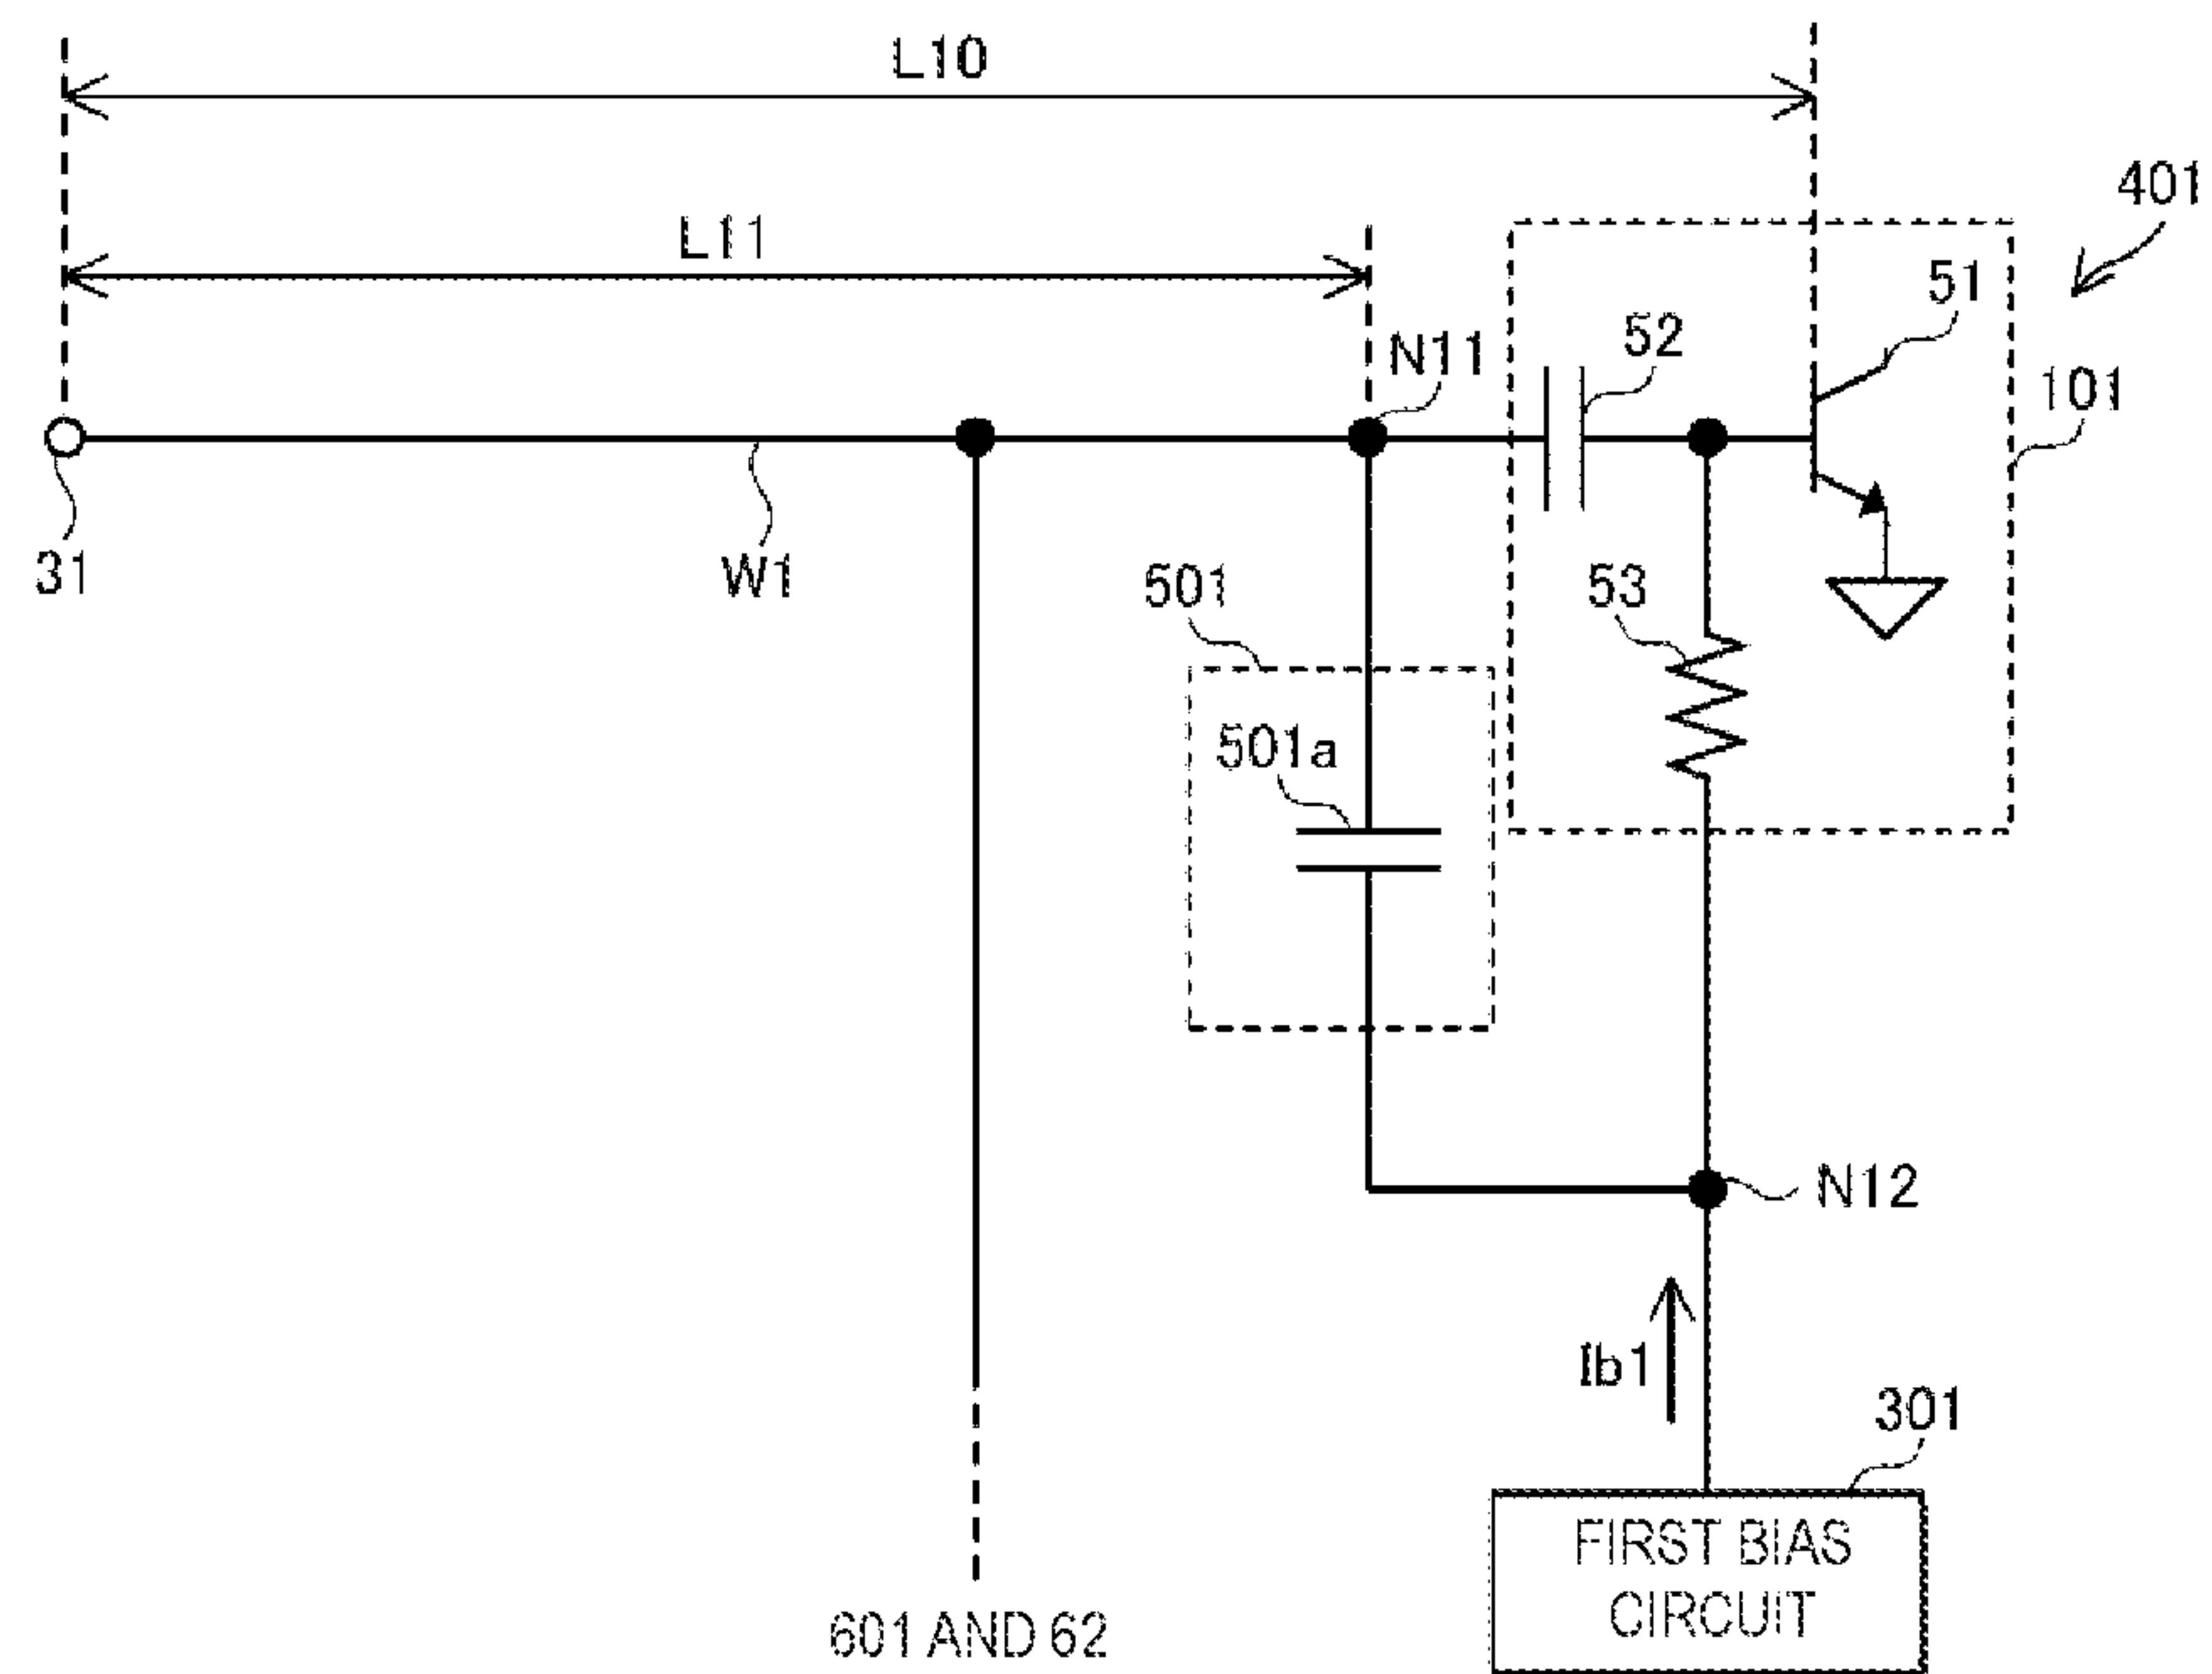 L10
L11
401
51
52
N11
101
31
W1
501
53
501a
N12
Ib1
301
FIRST BIAS
CIRCUIT
601 AND 62